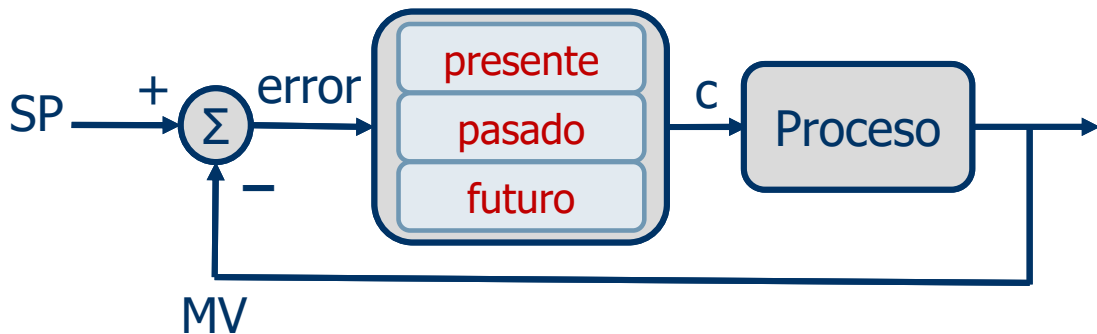 SP
+
Σ
−
error
presente
pasado
futuro
c
Proceso
MV